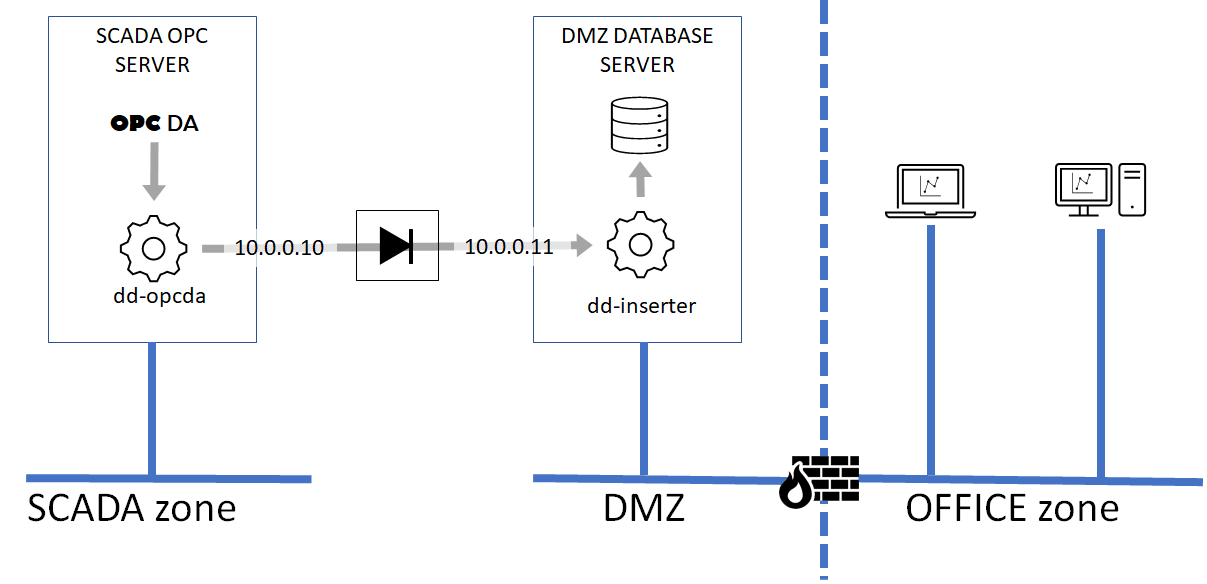 SCADA OPC
SERVER
OPC DA
dd-opcda
10.0.0.10
10.0.0.11
DMZ DATABASE
SERVER
dd-inserter
SCADA zone
DMZ
OFFICE zone